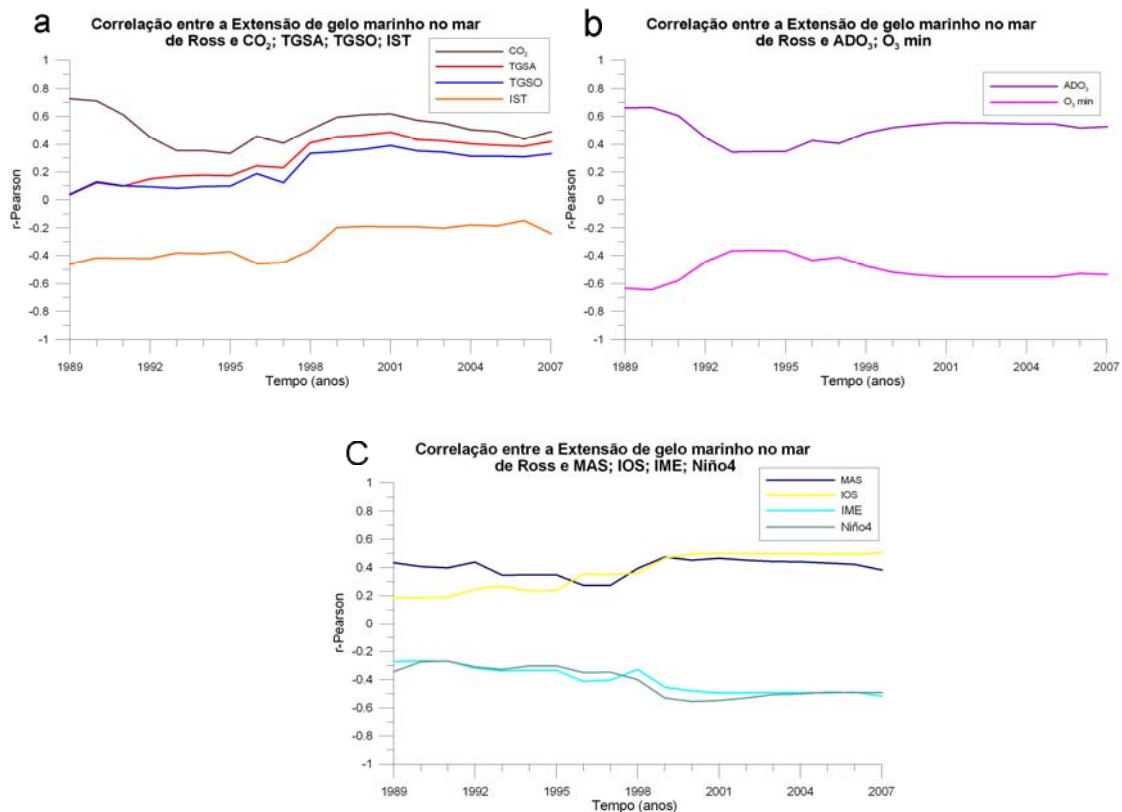 a
Correlação entre a Extensão de gelo marinho no mar
de Ross e CO₂; TGSA; TGSO; IST
CO₂
TGSA
TGSO
IST
1
0.8
0.6
0.4
0.2
0
-0.2
-0.4
-0.6
-0.8
-1
r-Pearson
1989 1992 1995 1998 2001 2004 2007
Tempo (anos)
b
Correlação entre a Extensão de gelo marinho no mar
de Ross e ADO₃; O₃ min
ADO₃
O₃ min
1
0.8
0.6
0.4
0.2
0
-0.2
-0.4
-0.6
-0.8
-1
r-Pearson
1989 1992 1995 1998 2001 2004 2007
Tempo (anos)
C
Correlação entre a Extensão de gelo marinho no mar
de Ross e MAS; IOS; IME; Niño4
MAS
IOS
IME
Niño4
1
0.8
0.6
0.4
0.2
0
-0.2
-0.4
-0.6
-0.8
-1
r-Pearson
1989 1992 1995 1998 2001 2004 2007
Tempo (anos)